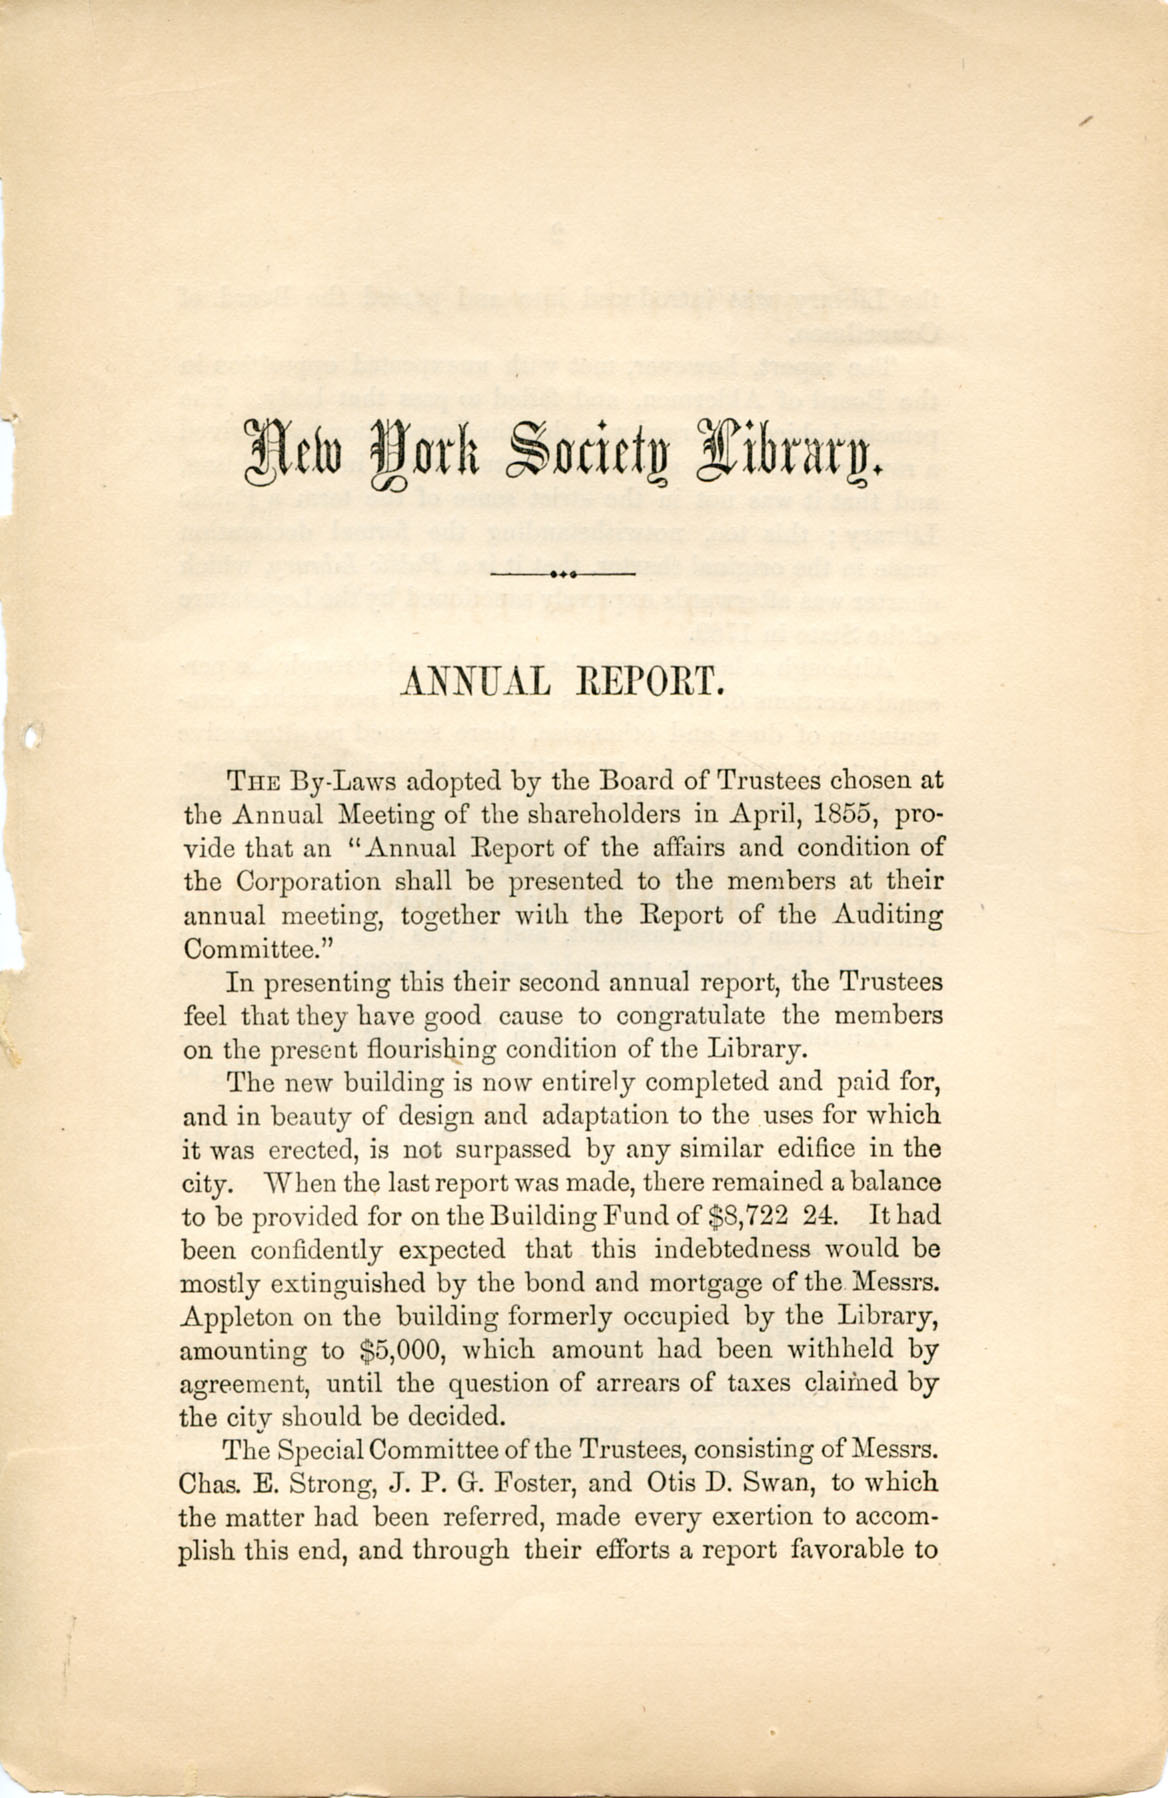 New York Society Library.
ANNUAL REPORT.
THE By-Laws adopted by the Board of Trustees chosen at
the Annual Meeting of the shareholders in April, 1855, pro-
vide that an “Annual Report of the affairs and condition of
the Corporation shall be presented to the members at their
annual meeting, together with the Report of the Auditing
Committee.”
In presenting this their second annual report, the Trustees
feel that they have good cause to congratulate the members
on the present flourishing condition of the Library.
The new building is now entirely completed and paid for,
and in beauty of design and adaptation to the uses for which
it was erected, is not surpassed by any similar edifice in the
city. When the last report was made, there remained a balance
to be provided for on the Building Fund of $8,722 24. It had
been confidently expected that this indebtedness would be
mostly extinguished by the bond and mortgage of the Messrs.
Appleton on the building formerly occupied by the Library,
amounting to $5,000, which amount had been withheld by
agreement, until the question of arrears of taxes claimed by
the city should be decided.
The Special Committee of the Trustees, consisting of Messrs.
Chas. E. Strong, J. P. G. Foster, and Otis D. Swan, to which
the matter had been referred, made every exertion to accom-
plish this end, and through their efforts a report favorable to